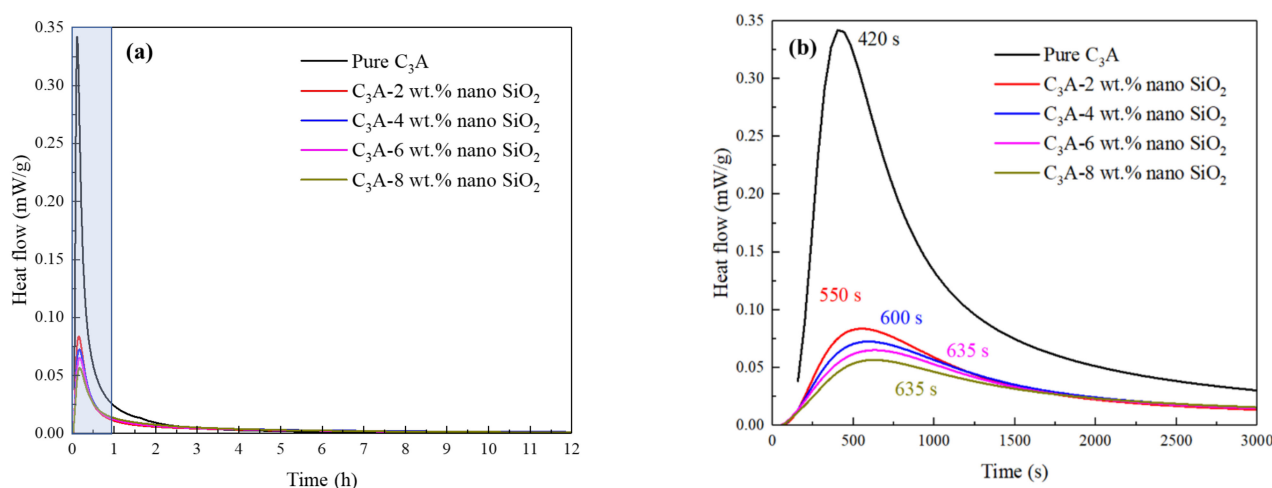 (a)
Pure C₃A
C₃A-2 wt.% nano SiO₂
C₃A-4 wt.% nano SiO₂
C₃A-6 wt.% nano SiO₂
C₃A-8 wt.% nano SiO₂
Heat flow (mW/g)
0.35
0.30
0.25
0.20
0.15
0.10
0.05
0.00
0 1 2 3 4 5 6 7 8 9 10 11 12
Time (h)
(b)
420 s
Pure C₃A
C₃A-2 wt.% nano SiO₂
C₃A-4 wt.% nano SiO₂
C₃A-6 wt.% nano SiO₂
C₃A-8 wt.% nano SiO₂
550 s
600 s
635 s
635 s
Heat flow (mW/g)
0.35
0.30
0.25
0.20
0.15
0.10
0.05
0.00
0 500 1000 1500 2000 2500 3000
Time (s)